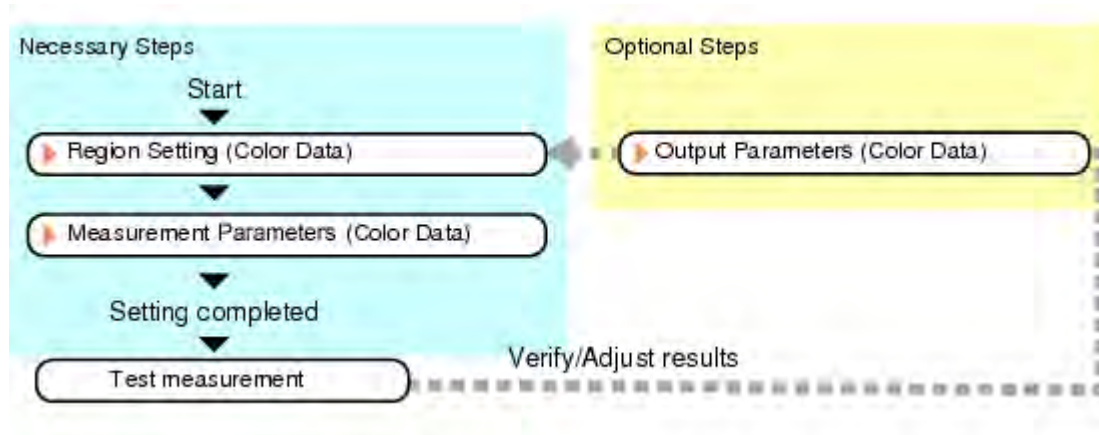 Necessary Steps
Start
Region Setting (Color Data)
Measurement Parameters (Color Data)
Setting completed
Test measurement
Optional Steps
Output Parameters (Color Data)
Verify/Adjust results